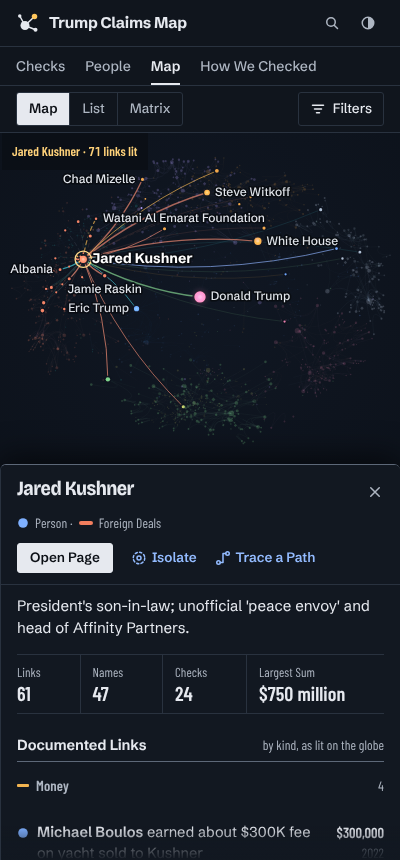 Trump Claims Map
Checks People Map How We Checked
Map List Matrix Filters
Jared Kushner · 71 links lit
Chad Mizelle
Steve Witkoff
Watani Al Emarat Foundation
White House
Jared Kushner
Albania
Jamie Raskin
Donald Trump
Eric Trump
Jared Kushner
Person · Foreign Deals
Open Page Isolate Trace a Path
President's son-in-law; unofficial 'peace envoy' and
head of Affinity Partners.
Links Names Checks Largest Sum
61 47 24 $750 million
Documented Links by kind, as lit on the globe
Money 4
Michael Boulos earned about $300K fee $300,000
on yacht sold to Kushner 2022